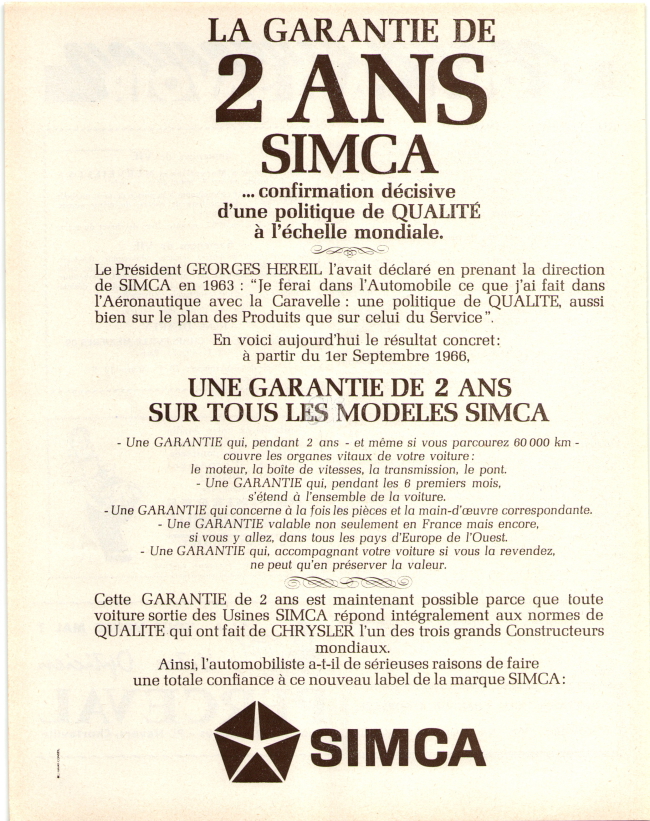 LA GARANTIE DE
2 ANS
SIMCA
... confirmation décisive
d'une politique de QUALITÉ
à l'échelle mondiale.
Le Président GEORGES HEREIL l'avait déclaré en prenant la direction
de SIMCA en 1963 : "Je ferai dans l'Automobile ce que j'ai fait dans
l'Aéronautique avec la Caravelle : une politique de QUALITE, aussi
bien sur le plan des Produits que sur celui du Service".
En voici aujourd'hui le résultat concret:
à partir du 1er Septembre 1966,
UNE GARANTIE DE 2 ANS
SUR TOUS LES MODELES SIMCA
- Une GARANTIE qui, pendant 2 ans - et même si vous parcourez 60 000 km -
couvre les organes vitaux de votre voiture :
le moteur, la boîte de vitesses, la transmission, le pont.
- Une GARANTIE qui, pendant les 6 premiers mois,
s'étend à l'ensemble de la voiture.
- Une GARANTIE qui concerne à la fois les pièces et la main-d'œuvre correspondante.
- Une GARANTIE valable non seulement en France mais encore,
si vous y allez, dans tous les pays d'Europe de l'Ouest.
- Une GARANTIE qui, accompagnant votre voiture si vous la revendez,
ne peut qu'en préserver la valeur.
Cette GARANTIE de 2 ans est maintenant possible parce que toute
voiture sortie des Usines SIMCA répond intégralement aux normes de
QUALITE qui ont fait de CHRYSLER l'un des trois grands Constructeurs
mondiaux.
Ainsi, l'automobiliste a-t-il de sérieuses raisons de faire
une totale confiance à ce nouveau label de la marque SIMCA :
SIMCA